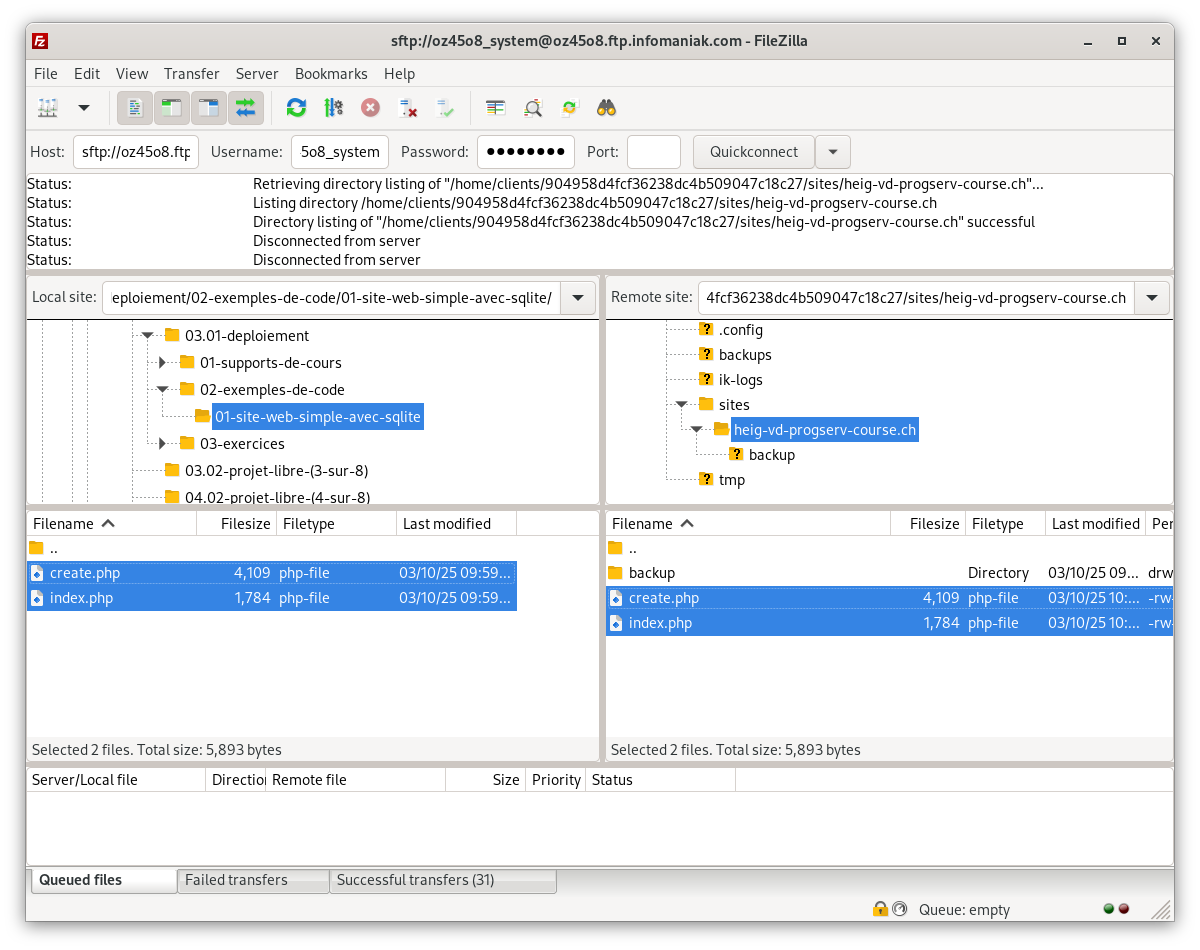 sftp://oz45o8_system@oz45o8.ftp.infomaniak.com - FileZilla
File Edit View Transfer Server Bookmarks Help
Host: sftp://oz45o8.ftp Username: 5o8_system Password: ●●●●●●●● Port: Quickconnect
Status: Retrieving directory listing of "/home/clients/904958d4fcf36238dc4b509047c18c27/sites/heig-vd-progserv-course.ch"...
Status: Listing directory /home/clients/904958d4fcf36238dc4b509047c18c27/sites/heig-vd-progserv-course.ch
Status: Directory listing of "/home/clients/904958d4fcf36238dc4b509047c18c27/sites/heig-vd-progserv-course.ch" successful
Status: Disconnected from server
Status: Disconnected from server
Local site: eploiement/02-exemples-de-code/01-site-web-simple-avec-sqlite/
03.01-deploiement
01-supports-de-cours
02-exemples-de-code
01-site-web-simple-avec-sqlite
03-exercices
03.02-projet-libre-(3-sur-8)
04.02-projet-libre-(4-sur-8)
Remote site: 4fcf36238dc4b509047c18c27/sites/heig-vd-progserv-course.ch
.config
backups
ik-logs
sites
heig-vd-progserv-course.ch
backup
tmp
Filename Filesize Filetype Last modified
..
create.php 4,109 php-file 03/10/25 09:59...
index.php 1,784 php-file 03/10/25 09:59...
Selected 2 files. Total size: 5,893 bytes
Filename Filesize Filetype Last modified Per
..
backup Directory 03/10/25 09... drw
create.php 4,109 php-file 03/10/25 10:... -rw-
index.php 1,784 php-file 03/10/25 10:... -rw-
Selected 2 files. Total size: 5,893 bytes
Server/Local file Direction Remote file Size Priority Status
Queued files Failed transfers Successful transfers (31)
Queue: empty